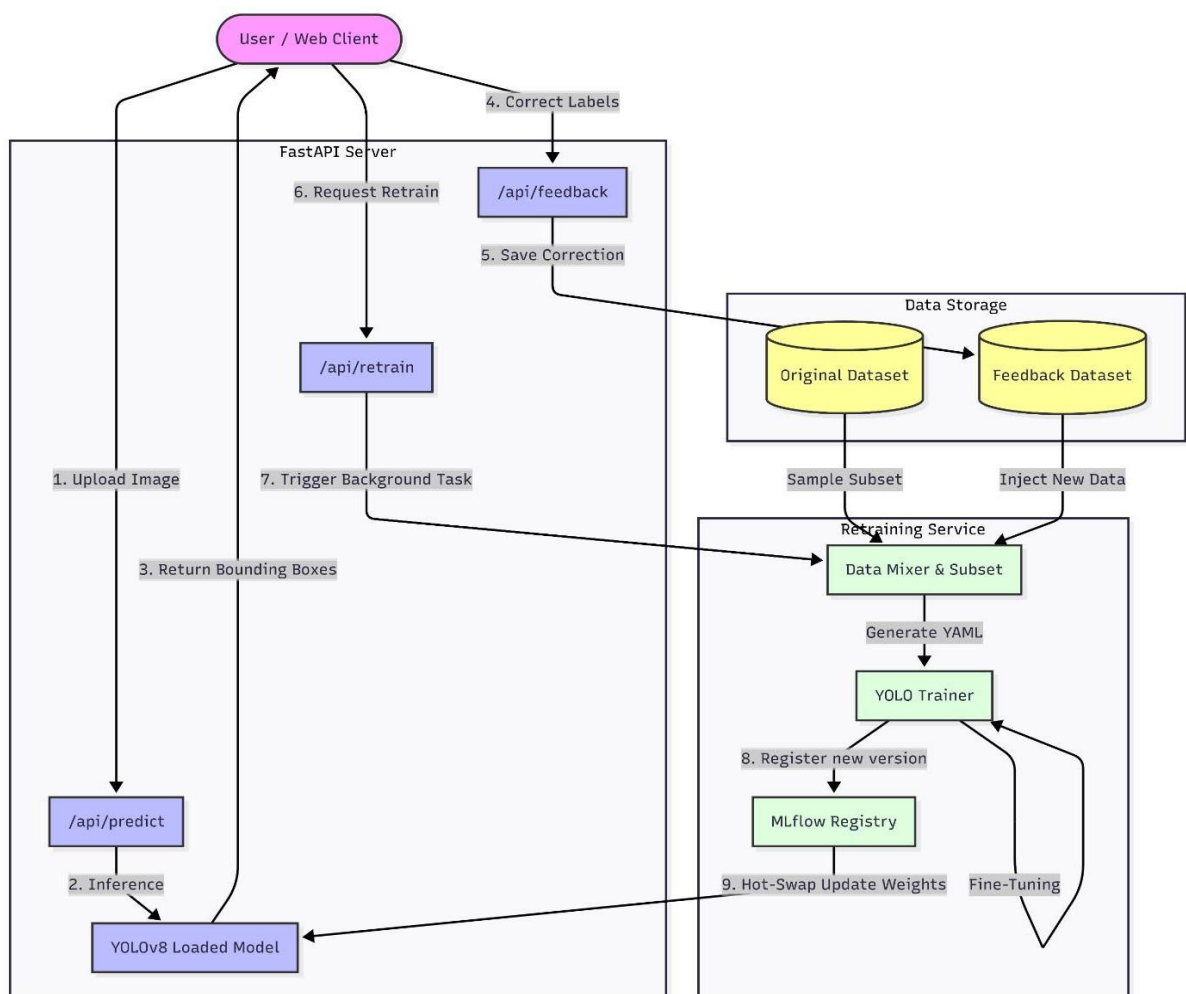 User / Web Client
4. Correct Labels
FastAPI Server
6. Request Retrain
/api/feedback
5. Save Correction
Data Storage
/api/retrain
Original Dataset
Feedback Dataset
1. Upload Image
7. Trigger Background Task
Sample Subset
Inject New Data
Retraining Service
3. Return Bounding Boxes
Data Mixer & Subset
Generate YAML
YOLO Trainer
8. Register new version
/api/predict
MLflow Registry
2. Inference
9. Hot-Swap Update Weights
Fine-Tuning
YOLOv8 Loaded Model